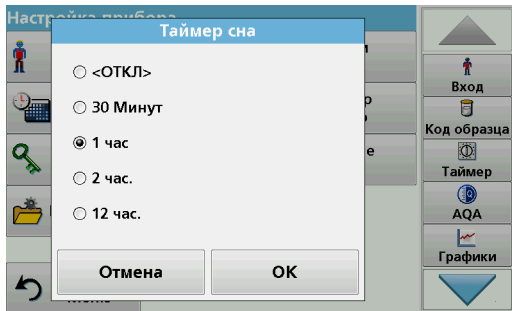 Настройка прибора
Таймер сна
<ОТКЛ>
30 Минут
1 час
2 час.
12 час.
Отмена
OK
Вход
Код образца
Таймер
AQA
Графики